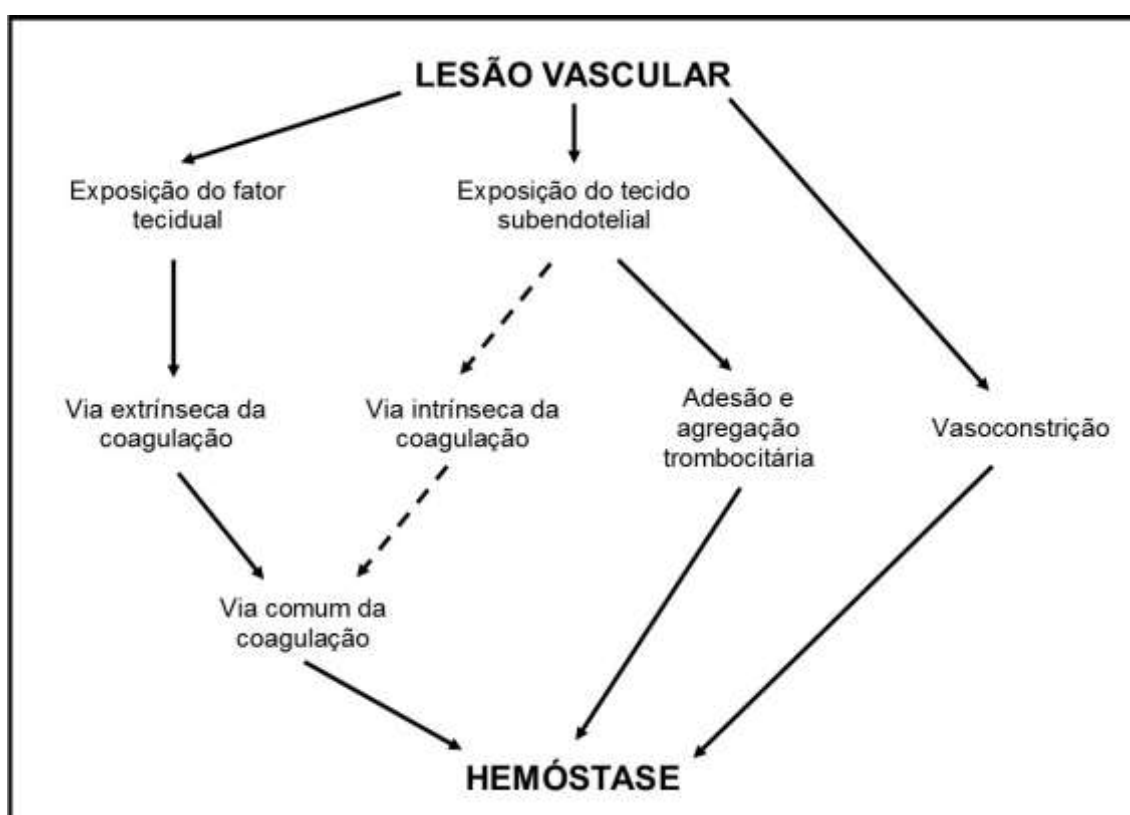 LESÃO VASCULAR
Exposição do fator
tecidual
Exposição do tecido
subendotelial
Via extrínseca da
coagulação
Via intrínseca da
coagulação
Adesão e
agregação
trombocitária
Vasoconstrição
Via comum da
coagulação
HEMÓSTASE